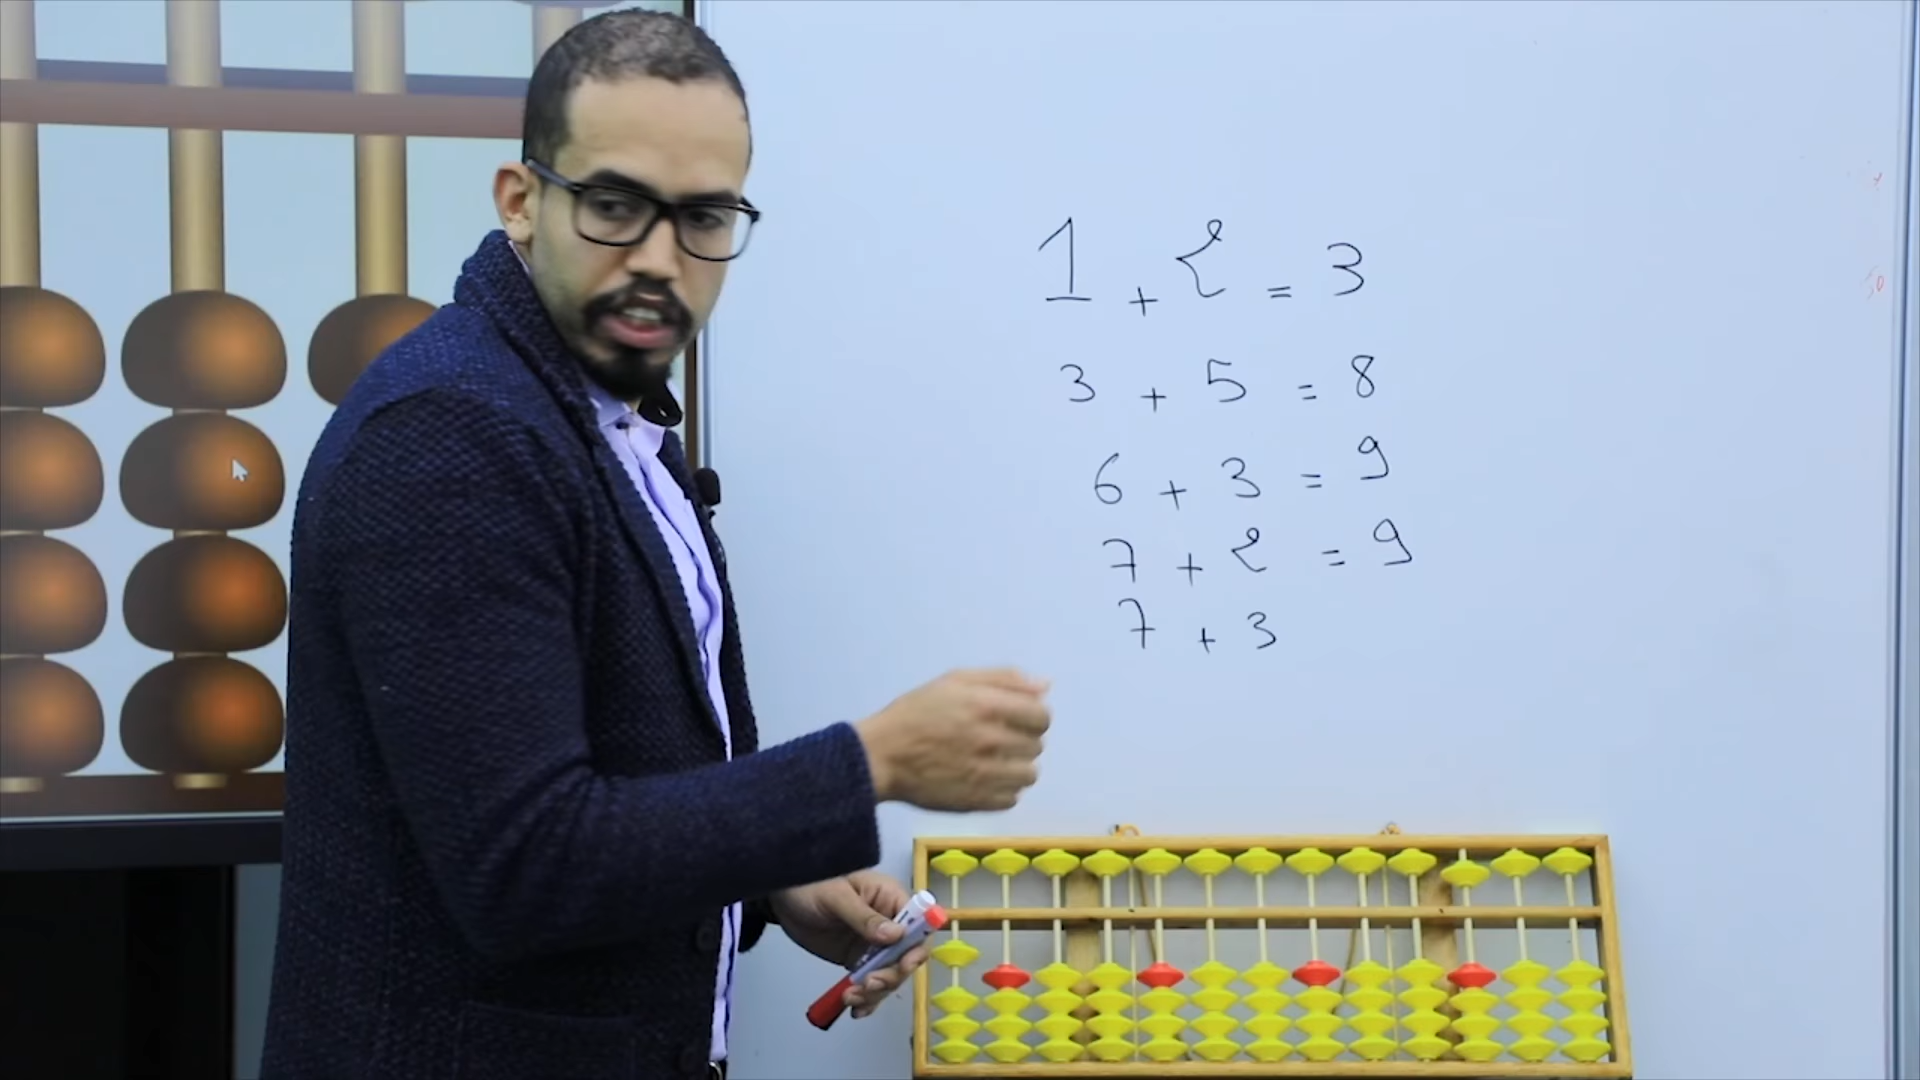 1 + 2 = 3
3 + 5 = 8
6 + 3 = 9
7 + 2 = 9
7 + 3